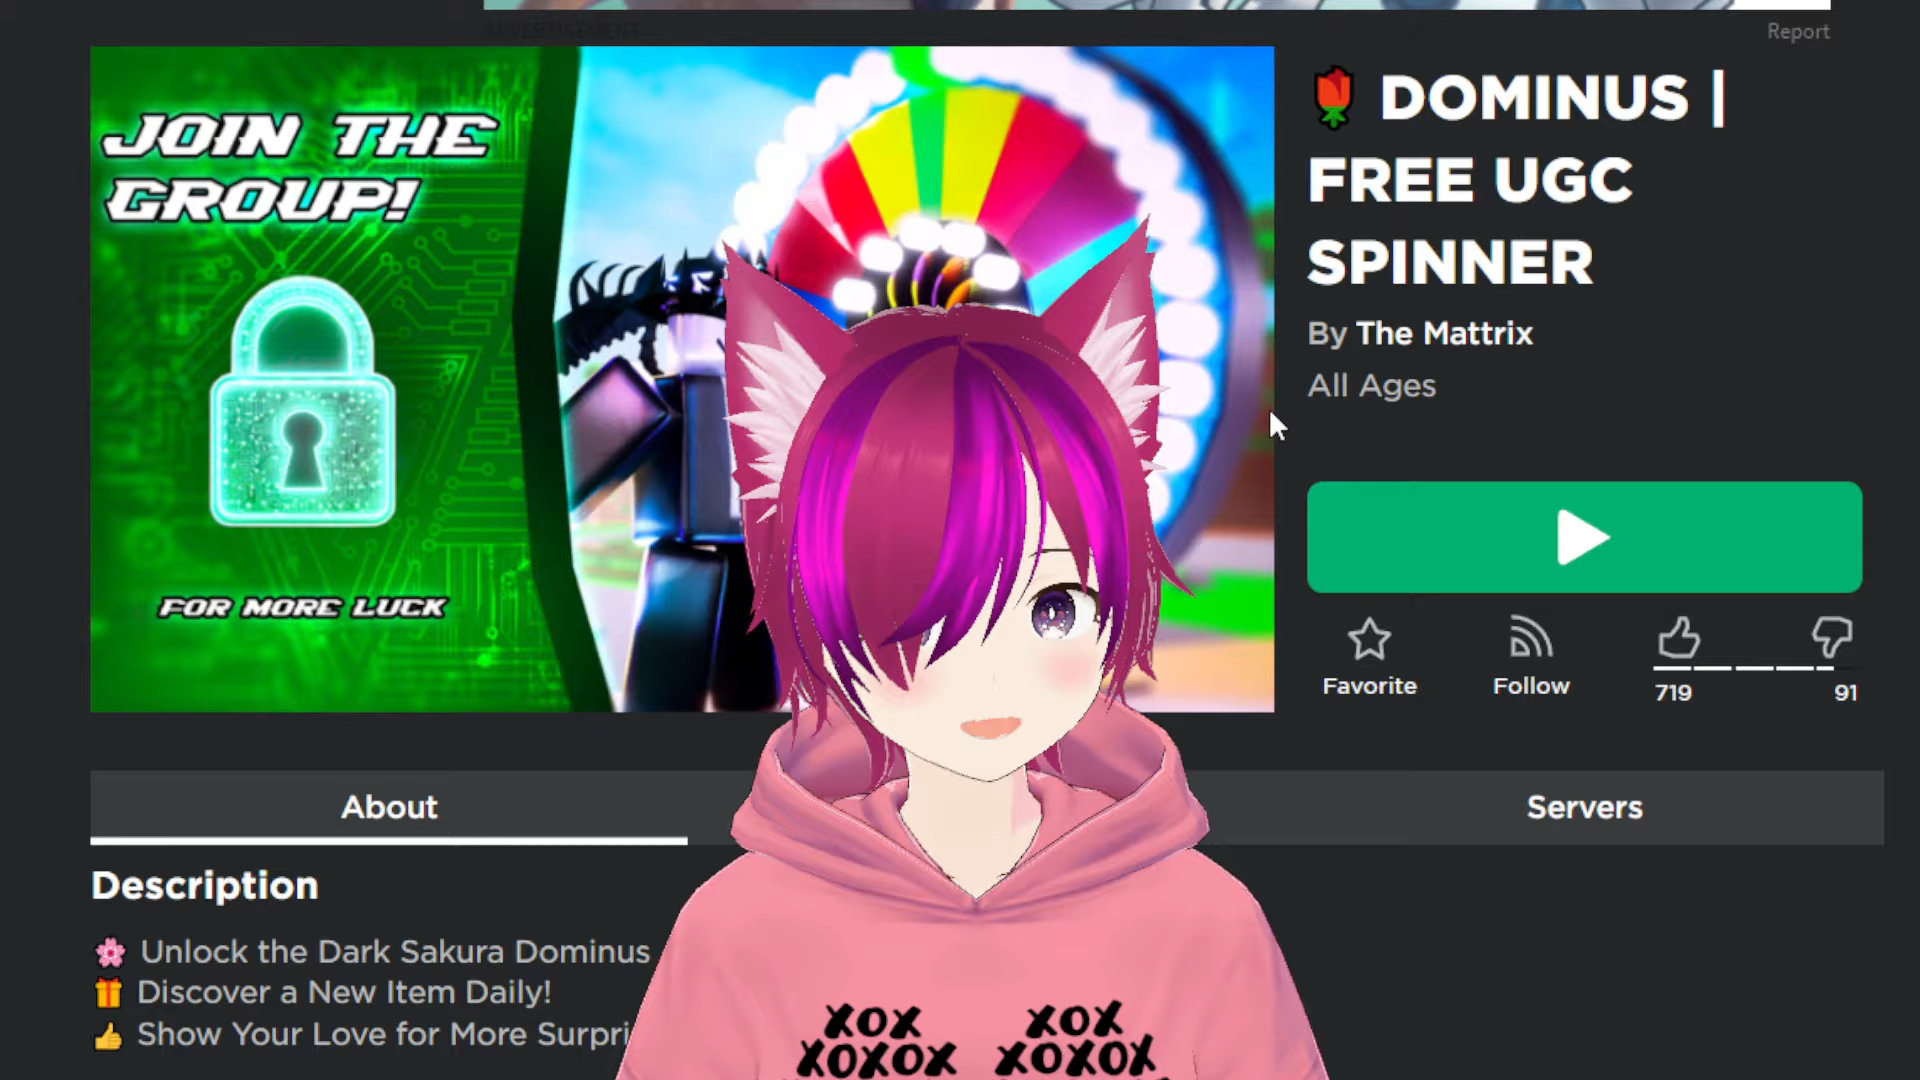 ADVERTISEMENT
Report
JOIN THE
GROUP!
FOR MORE LUCK
🌹 DOMINUS |
FREE UGC
SPINNER
By The Mattrix
All Ages
Favorite
Follow
719
91
About
Servers
Description
🌸 Unlock the Dark Sakura Dominus
🎁 Discover a New Item Daily!
👍 Show Your Love for More Surpri
XOX XOX
XOXOX XOXOX